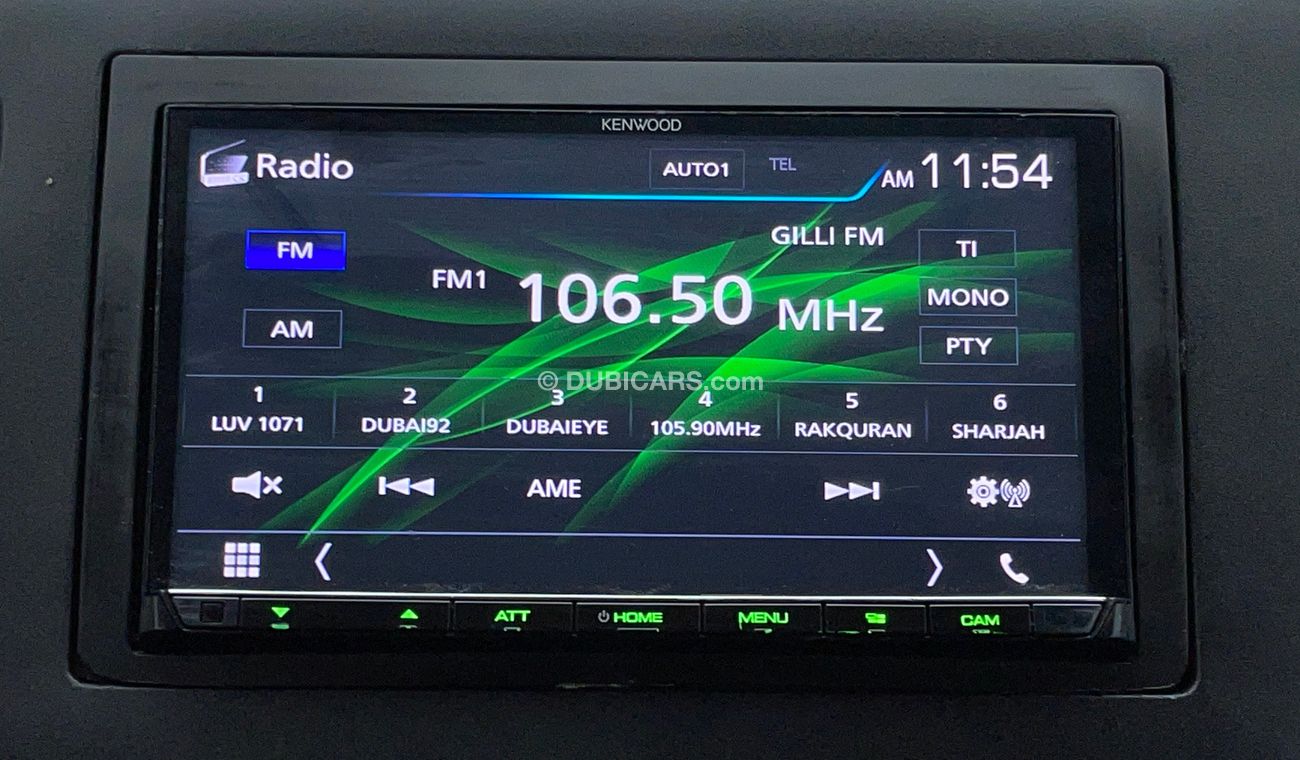 KENWOOD
Radio
AUTO1
TEL
AM 11:54
FM
AM
FM1
GILLI FM
106.50 MHz
TI
MONO
PTY
© DUBICARS.com
1 2 3 4 5 6
LUV 1071 DUBAI92 DUBAIEYE 105.90MHz RAKQURAN SHARJAH
AME
ATT HOME MENU CAM